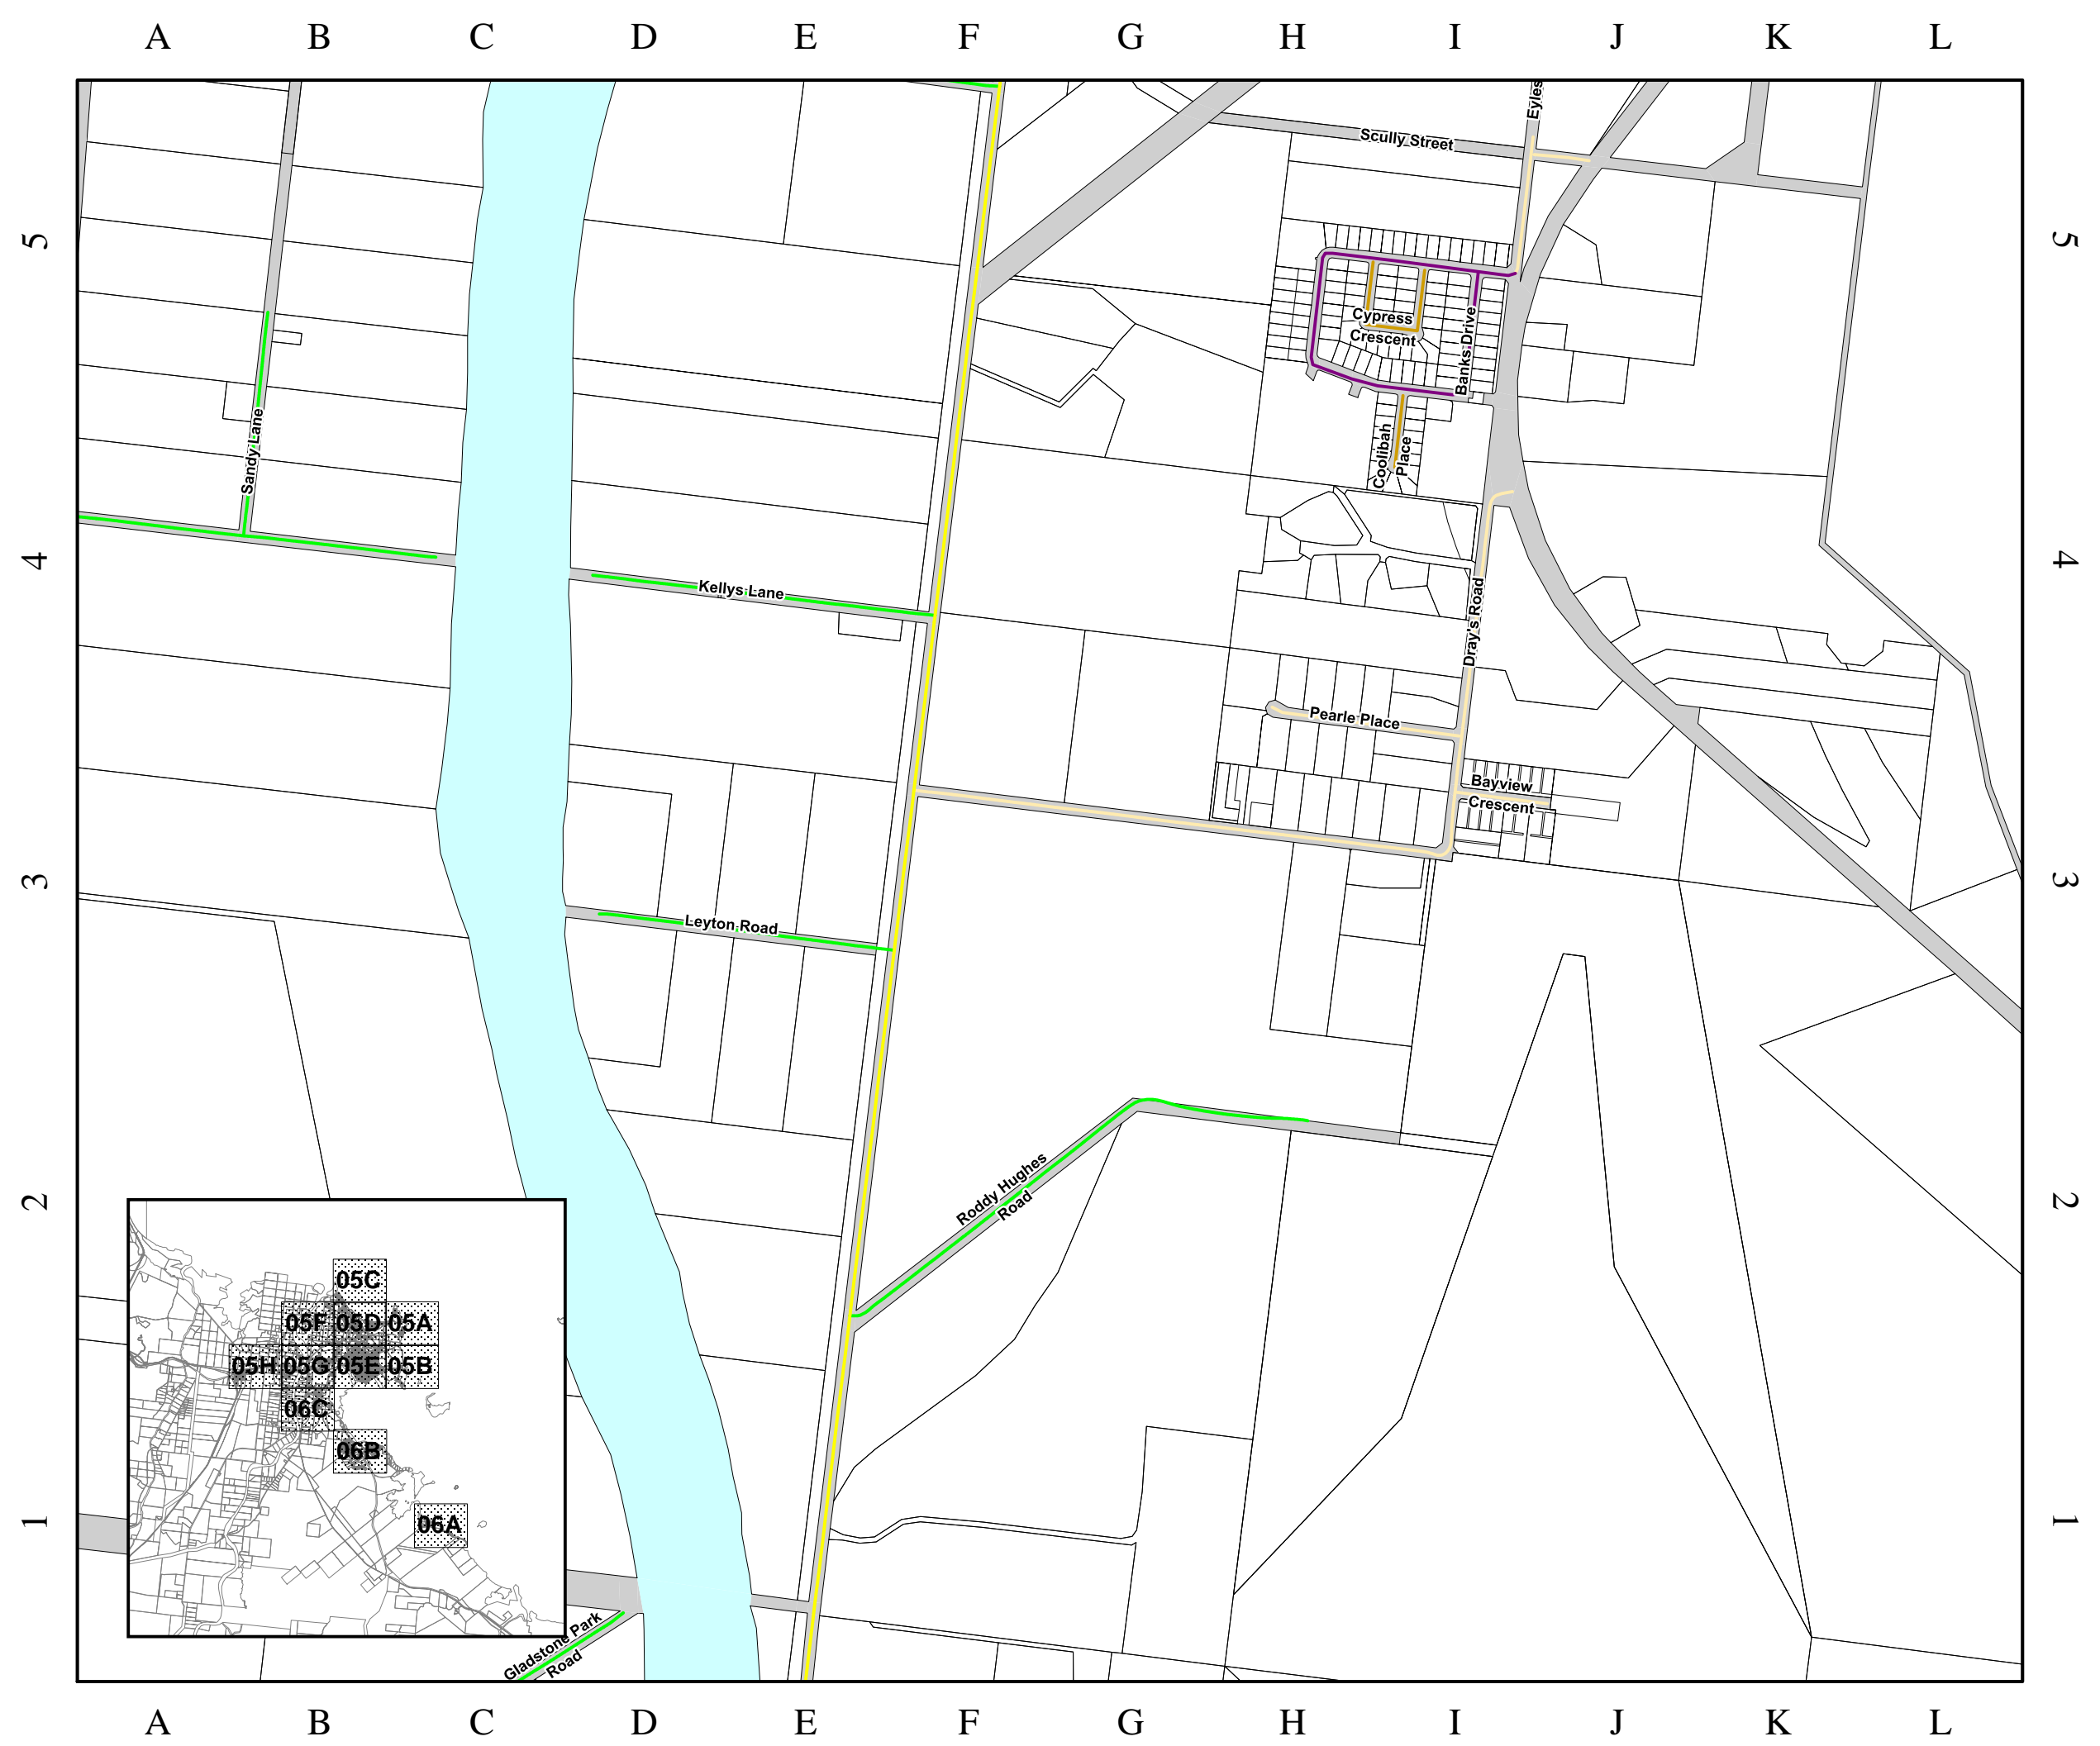 A B C D E F G H I J K L
Eyles
Scully Street
5 5
Cypress
Crescent
Banks Drive
Coolibah
Place
Sandy Lane
4 4
Kellys Lane
Dray's Road
Pearle Place
Bayview
Crescent
3 3
Leyton Road
Roddy Hughes
Road
2 2
05C
05F 05D 05A
05H 05G 05E 05B
06C
06B
06A
1 1
Gladstone Park
Road
A B C D E F G H I J K L